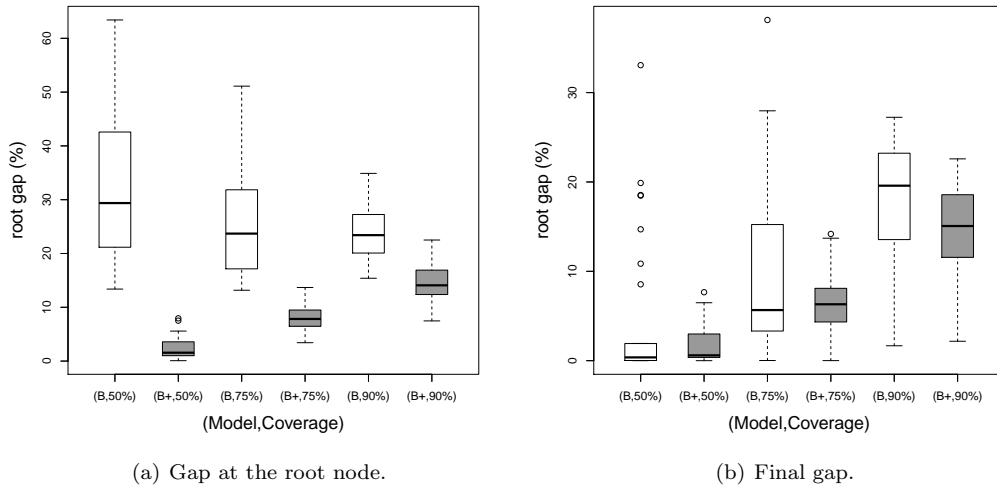 root gap (%)
0
10
20
30
40
50
60
(B,50%) (B+,50%) (B,75%) (B+,75%) (B,90%) (B+,90%)
(Model,Coverage)
(a) Gap at the root node.
root gap (%)
0
10
20
30
(B,50%) (B+,50%) (B,75%) (B+,75%) (B,90%) (B+,90%)
(Model,Coverage)
(b) Final gap.